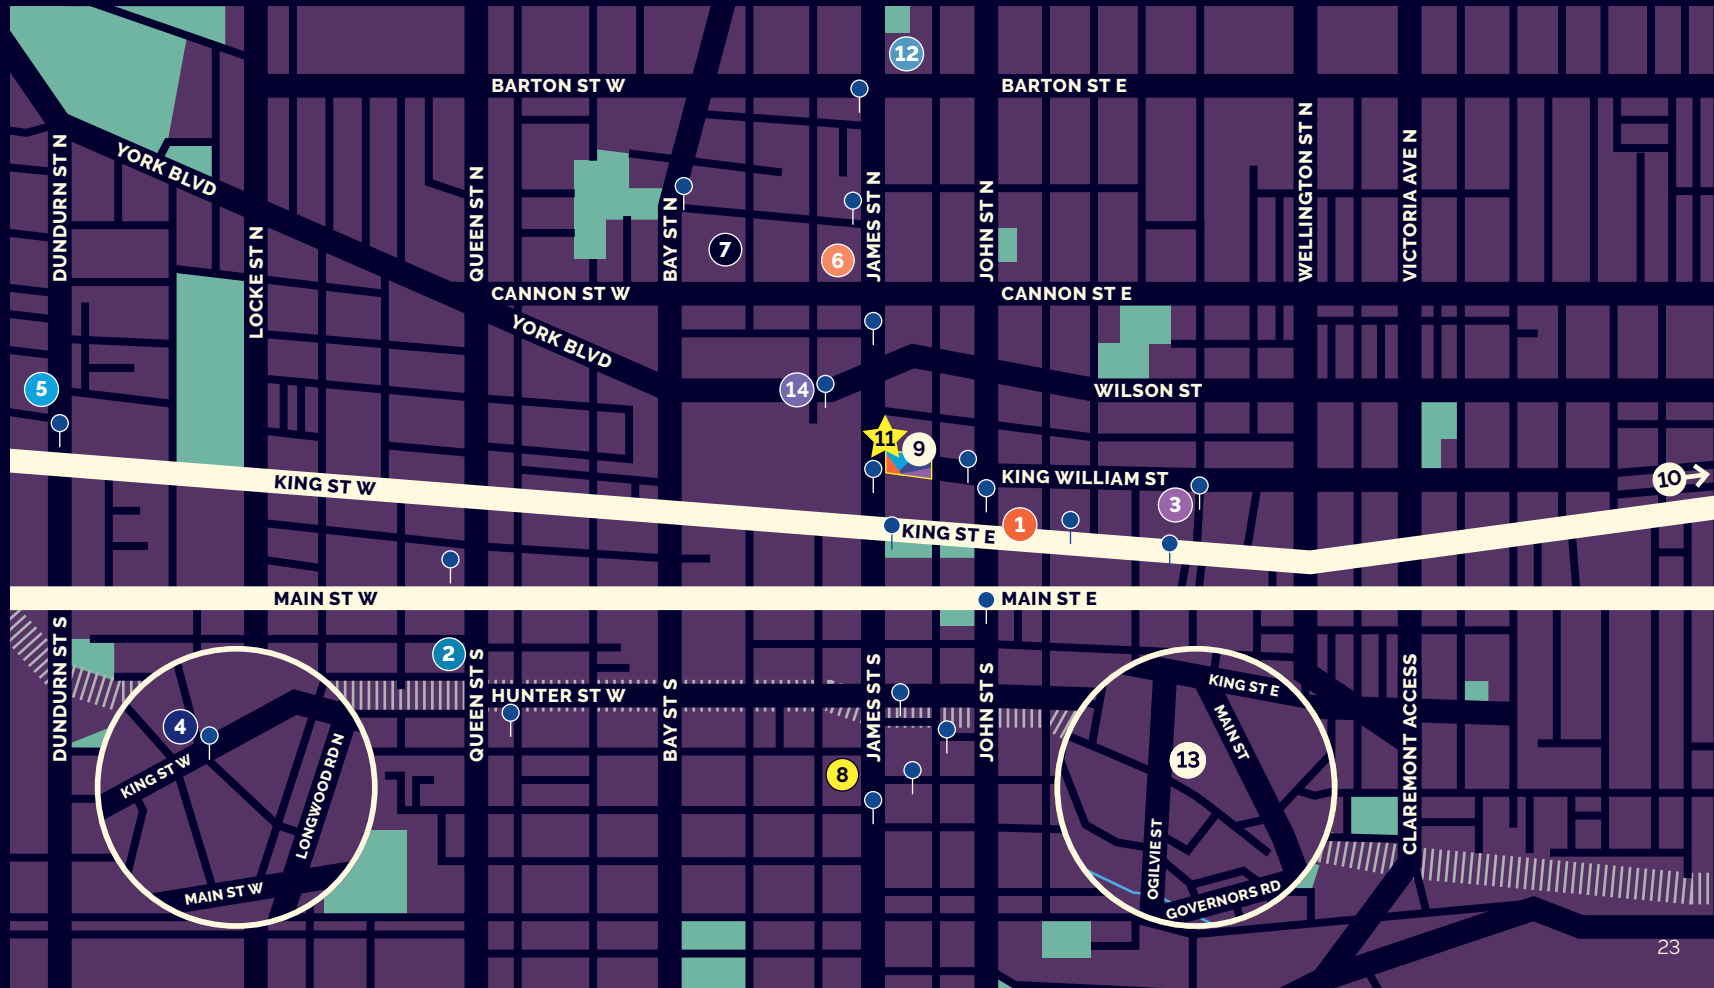 12
BARTON ST W
BARTON ST E
DUNDURN ST N
YORK BLVD
LOCKE ST N
QUEEN ST N
BAY ST N
7
6
JAMES ST N
JOHN ST N
WELLINGTON ST N
VICTORIA AVE N
CANNON ST W
CANNON ST E
YORK BLVD
5
14
WILSON ST
11
9
KING WILLIAM ST
10
KING ST W
3
KING ST E
1
MAIN ST W
MAIN ST E
DUNDURN ST S
2
QUEEN ST S
HUNTER ST W
BAY ST S
JAMES ST S
JOHN ST S
CLAREMONT ACCESS
4
KING ST W
LONGWOOD RD N
MAIN ST W
8
KING ST E
MAIN ST
13
OGILVIE ST
GOVERNORS RD
23